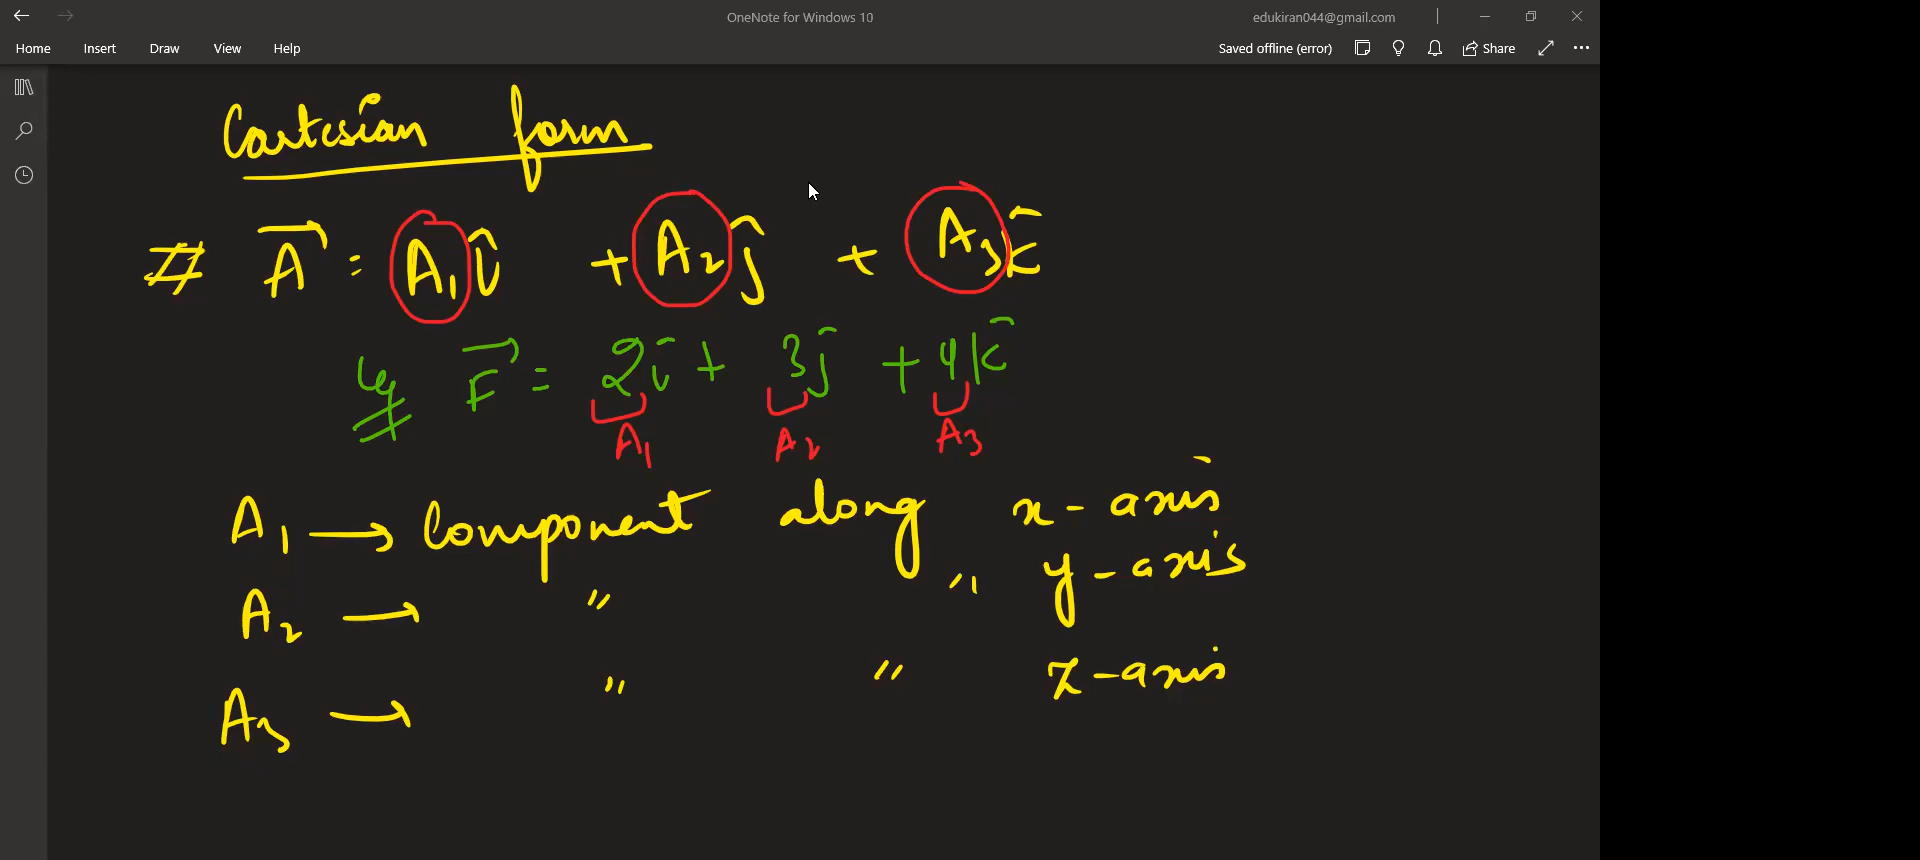 OneNote for Windows 10
edukiran044@gmail.com
Home Insert Draw View Help
Saved offline (error) Share
Cartesian form
# A⃗ = A₁î + A₂ĵ + A₃k̂
eg F⃗ = 2î + 3ĵ + 4k̂
A₁ A₂ A₃
A₁ → Component along x-axis
A₂ → " " y-axis
A₃ → " " z-axis